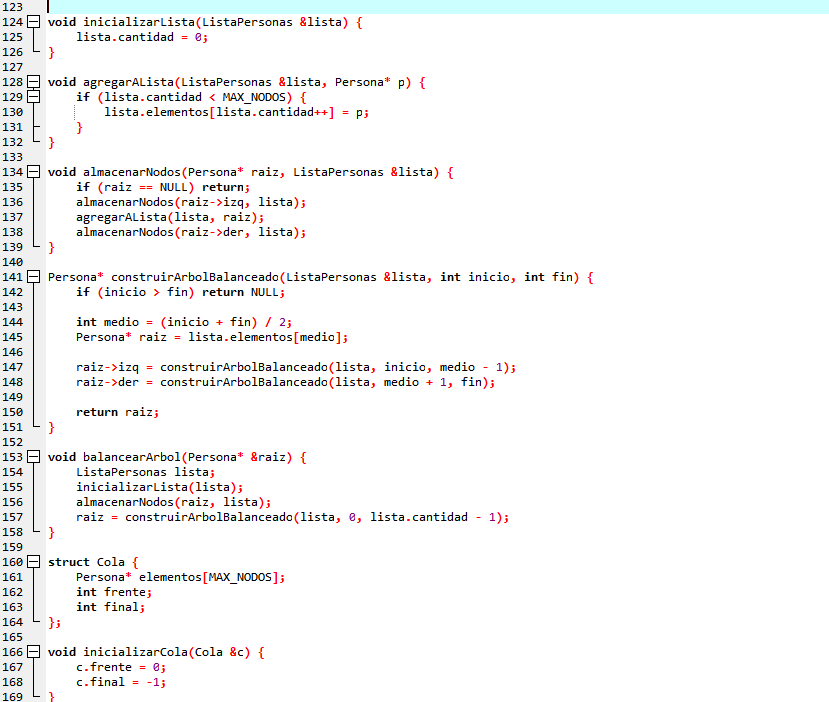 123
124 void inicializarLista(ListaPersonas &lista) {
125     lista.cantidad = 0;
126 }
127
128 void agregarALista(ListaPersonas &lista, Persona* p) {
129     if (lista.cantidad < MAX_NODOS) {
130         lista.elementos[lista.cantidad++] = p;
131     }
132 }
133
134 void almacenarNodos(Persona* raiz, ListaPersonas &lista) {
135     if (raiz == NULL) return;
136     almacenarNodos(raiz->izq, lista);
137     agregarALista(lista, raiz);
138     almacenarNodos(raiz->der, lista);
139 }
140
141 Persona* construirArbolBalanceado(ListaPersonas &lista, int inicio, int fin) {
142     if (inicio > fin) return NULL;
143
144     int medio = (inicio + fin) / 2;
145     Persona* raiz = lista.elementos[medio];
146
147     raiz->izq = construirArbolBalanceado(lista, inicio, medio - 1);
148     raiz->der = construirArbolBalanceado(lista, medio + 1, fin);
149
150     return raiz;
151 }
152
153 void balancearArbol(Persona* &raiz) {
154     ListaPersonas lista;
155     inicializarLista(lista);
156     almacenarNodos(raiz, lista);
157     raiz = construirArbolBalanceado(lista, 0, lista.cantidad - 1);
158 }
159
160 struct Cola {
161     Persona* elementos[MAX_NODOS];
162     int frente;
163     int final;
164 };
165
166 void inicializarCola(Cola &c) {
167     c.frente = 0;
168     c.final = -1;
169 }